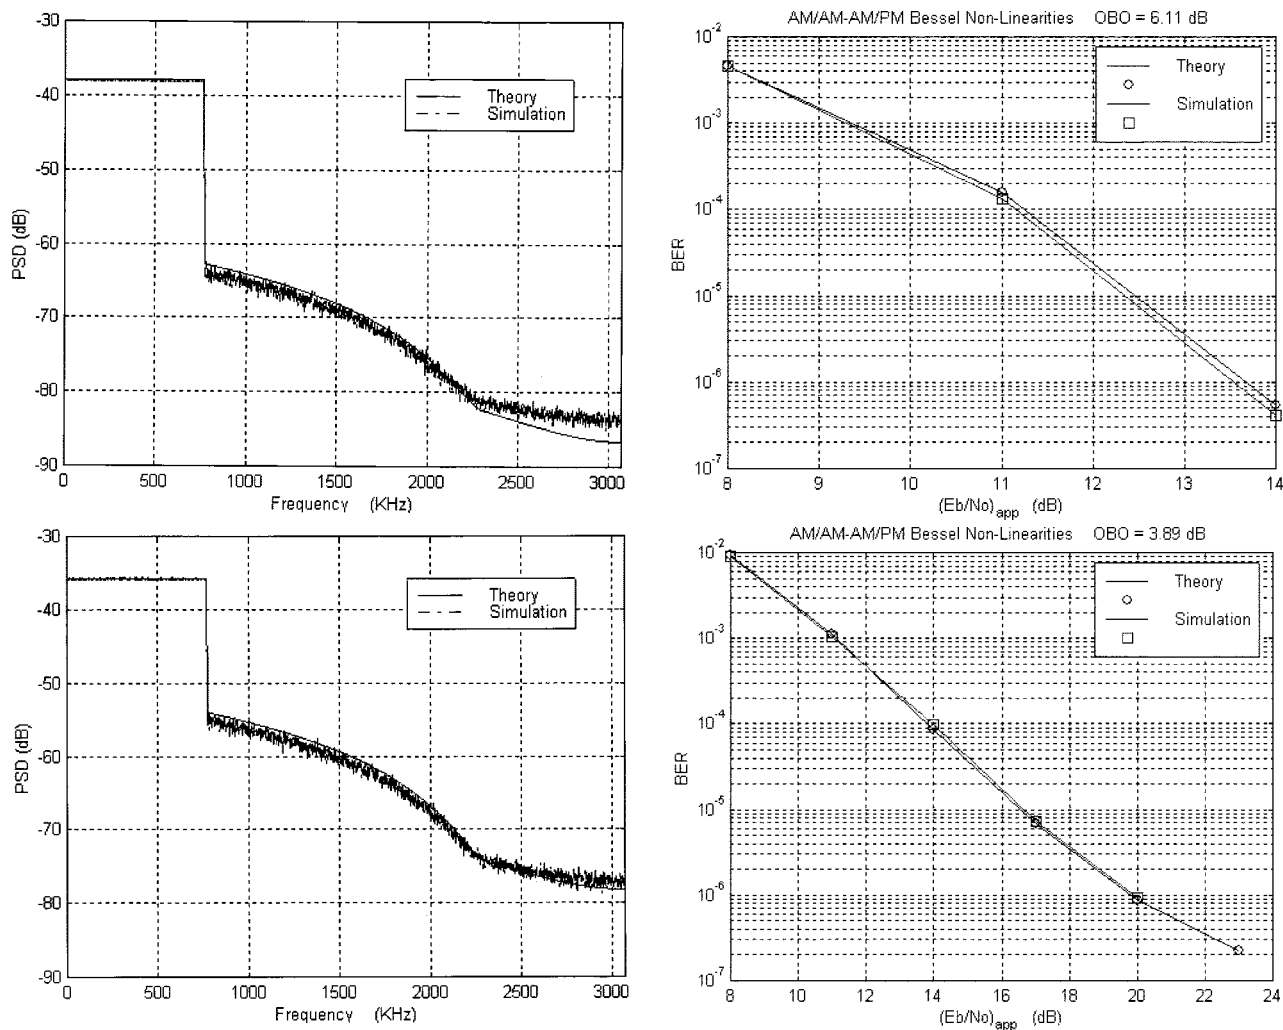 -30
-40
-50
-60
-70
-80
-90
PSD (dB)
Theory
Simulation
0 500 1000 1500 2000 2500 3000
Frequency (KHz)
AM/AM-AM/PM Bessel Non-Linearities OBO = 6.11 dB
10^-2
10^-3
10^-4
10^-5
10^-6
10^-7
BER
Theory
Simulation
8 9 10 11 12 13 14
(Eb/No)app (dB)
-30
-40
-50
-60
-70
-80
-90
PSD (dB)
Theory
Simulation
0 500 1000 1500 2000 2500 3000
Frequency (KHz)
AM/AM-AM/PM Bessel Non-Linearities OBO = 3.89 dB
10^-2
10^-3
10^-4
10^-5
10^-6
10^-7
BER
Theory
Simulation
8 10 12 14 16 18 20 22 24
(Eb/No)app (dB)